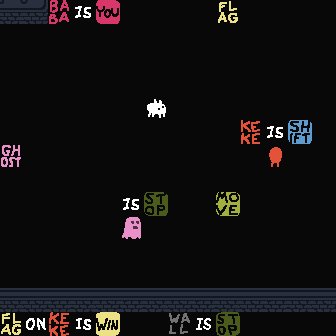 BABA IS YOU FLAG
KEKE IS SHIFT
GHOST
IS STOP MOVE
FLAG ON KEKE IS WIN WALL IS STOP